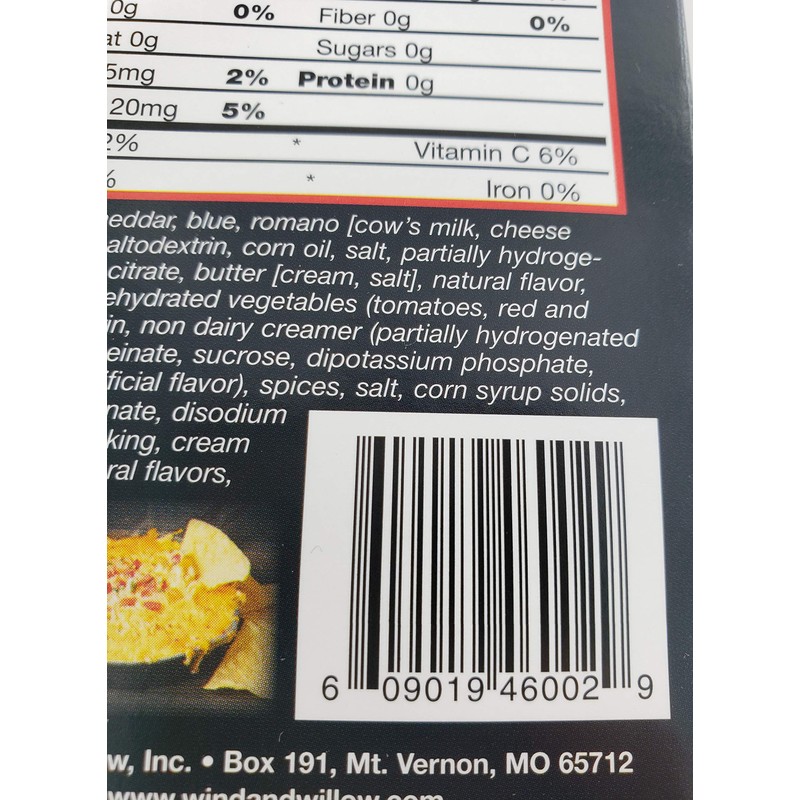 0g 0% Fiber 0g 0%
at 0g Sugars 0g
5mg 2% Protein 0g
20mg 5%
2% * Vitamin C 6%
% * Iron 0%
eddar, blue, romano [cow's milk, cheese
altodextrin, corn oil, salt, partially hydroge-
citrate, butter [cream, salt], natural flavor,
ehydrated vegetables (tomatoes, red and
in, non dairy creamer (partially hydrogenated
einate, sucrose, dipotassium phosphate,
ficial flavor), spices, salt, corn syrup solids,
nate, disodium
king, cream
ral flavors,
6 09019 46002 9
w, Inc. • Box 191, Mt. Vernon, MO 65712
www.windandwillow.com